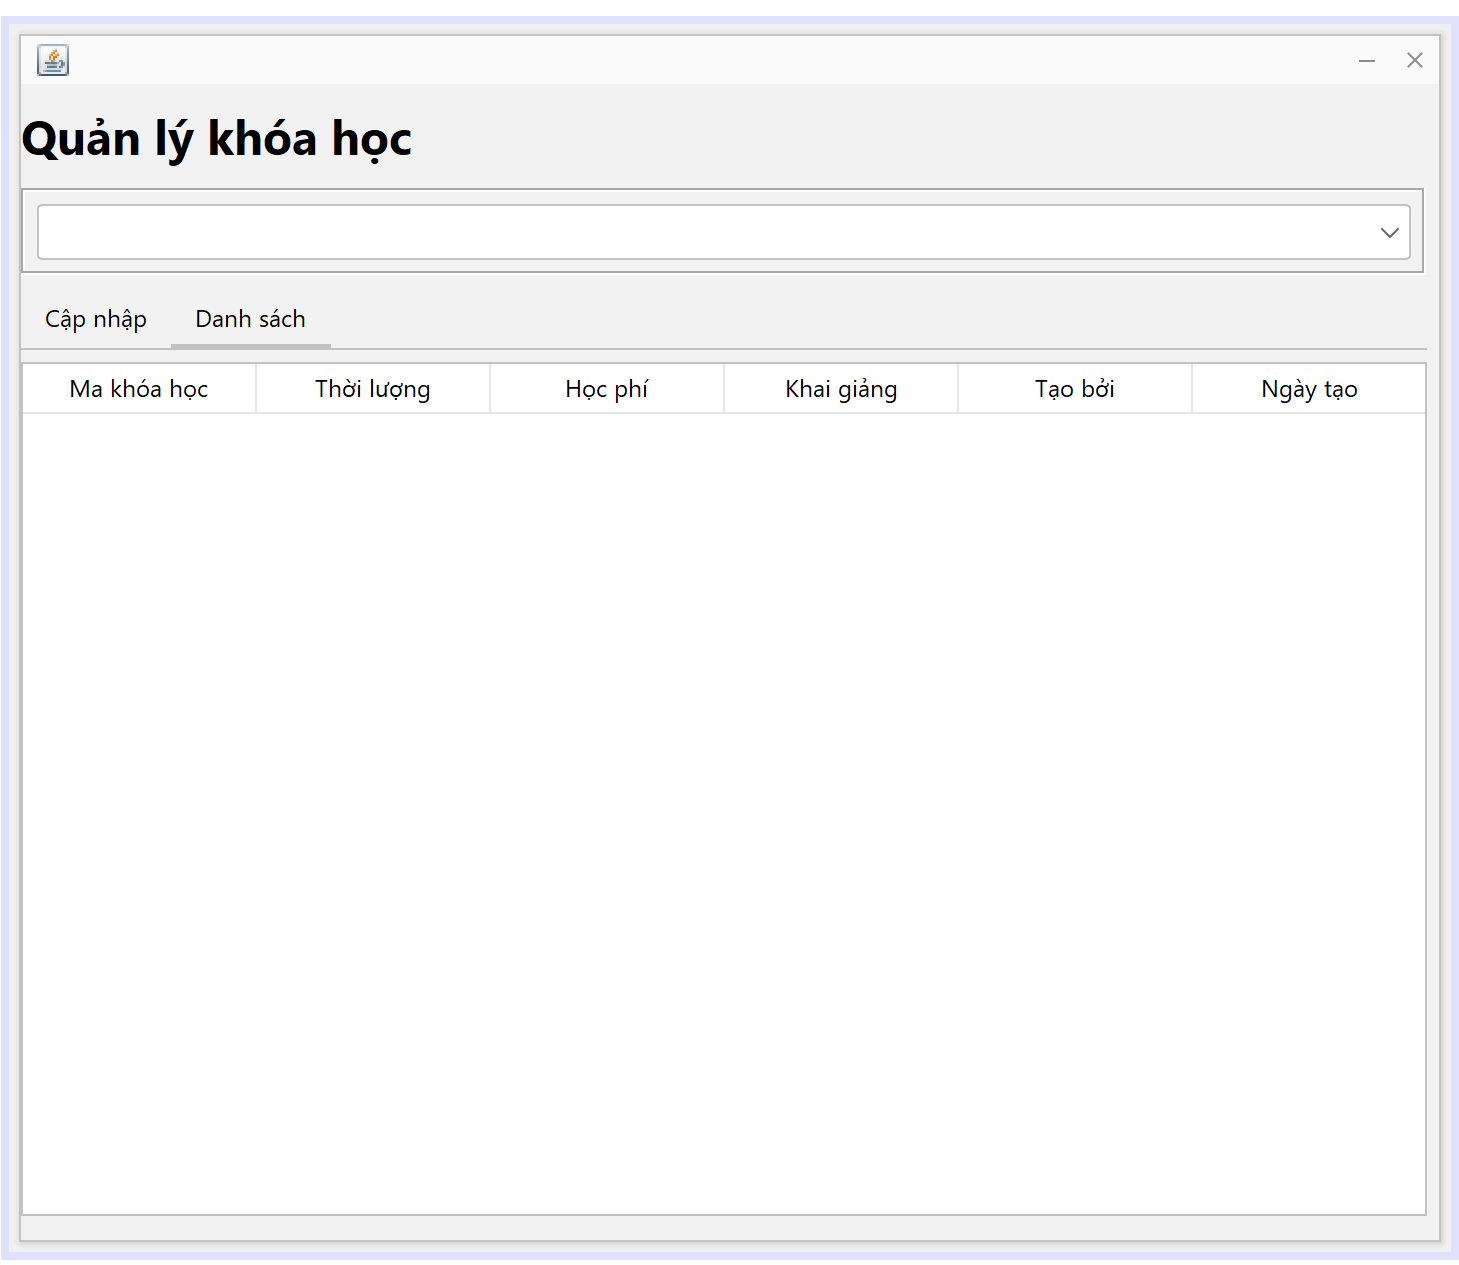 Quản lý khóa học
Cập nhập Danh sách
Ma khóa học Thời lượng Học phí Khai giảng Tạo bởi Ngày tạo